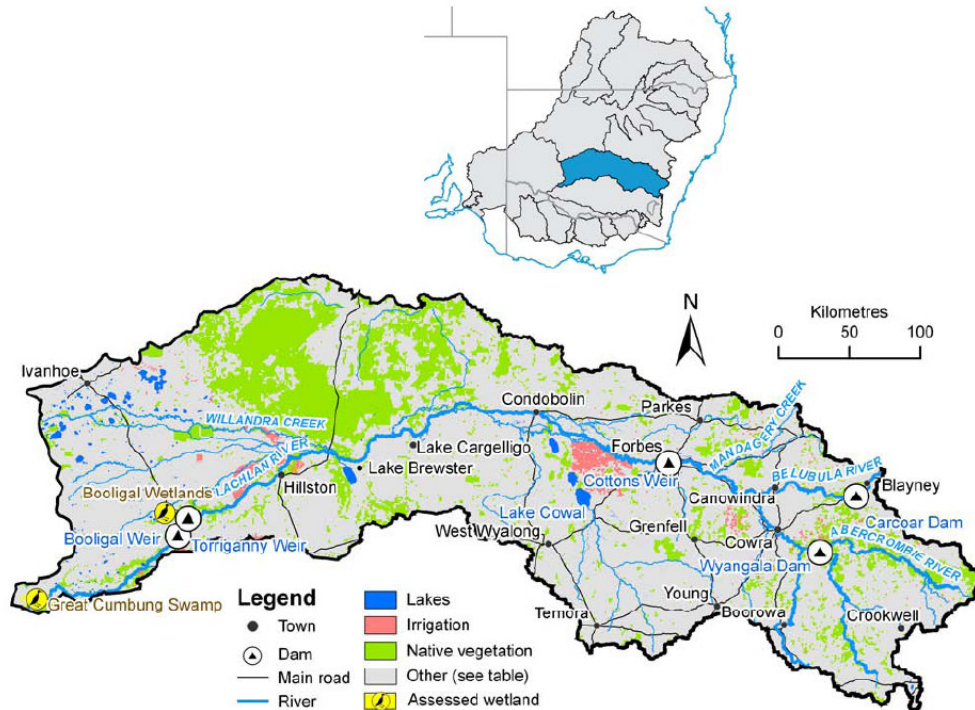 N
Kilometres
0 50 100
Ivanhoe
WILLANDRA CREEK
Condobolin
Parkes
MANDAGERY CREEK
LACHLAN RIVER
Lake Cargelligo
Forbes
BELUBULA RIVER
Lake Brewster
Booligal Wetlands
Hillston
Cottons Weir
Canowindra
Blayney
Lake Cowal
Carcoar Dam
Booligal Weir
Torriganny Weir
West Wyalong
Grenfell
Cowra
ABERCROMBIE RIVER
Wyangala Dam
Great Cumbung Swamp
Young
Temora
Boorowa
Crookwell
Legend
Town
Dam
Main road
River
Lakes
Irrigation
Native vegetation
Other (see table)
Assessed wetland